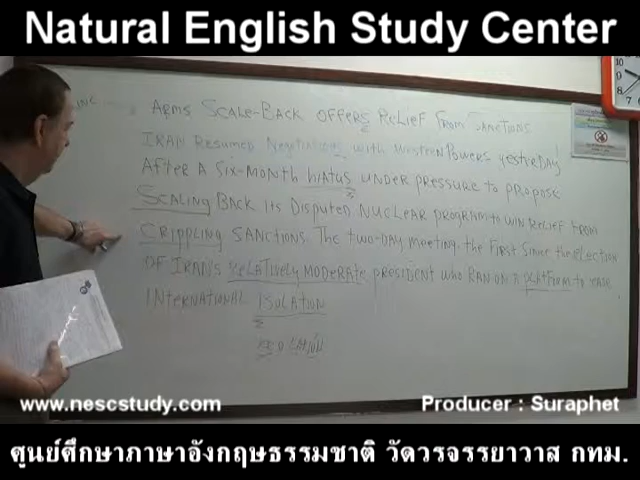 Natural English Study Center
ARMS SCALE-BACK OFFERS RELIEF FROM SANCTIONS
IRAN RESUMED NEGOTIATIONS WITH WESTERN POWERS YESTERDAY
AFTER A SIX-MONTH HIATUS UNDER PRESSURE TO PROPOSE
SCALING BACK ITS DISPUTED NUCLEAR PROGRAM TO WIN RELIEF FROM
CRIPPLING SANCTIONS. THE TWO-DAY MEETING, THE FIRST SINCE THE ELECTION
OF IRAN'S RELATIVELY MODERATE PRESIDENT WHO RAN ON A PLATFORM TO EASE
INTERNATIONAL ISOLATION
www.nescstudy.com
Producer : Suraphet
ศูนย์ศึกษาภาษาอังกฤษธรรมชาติ วัดวรจรรยาวาส กทม.